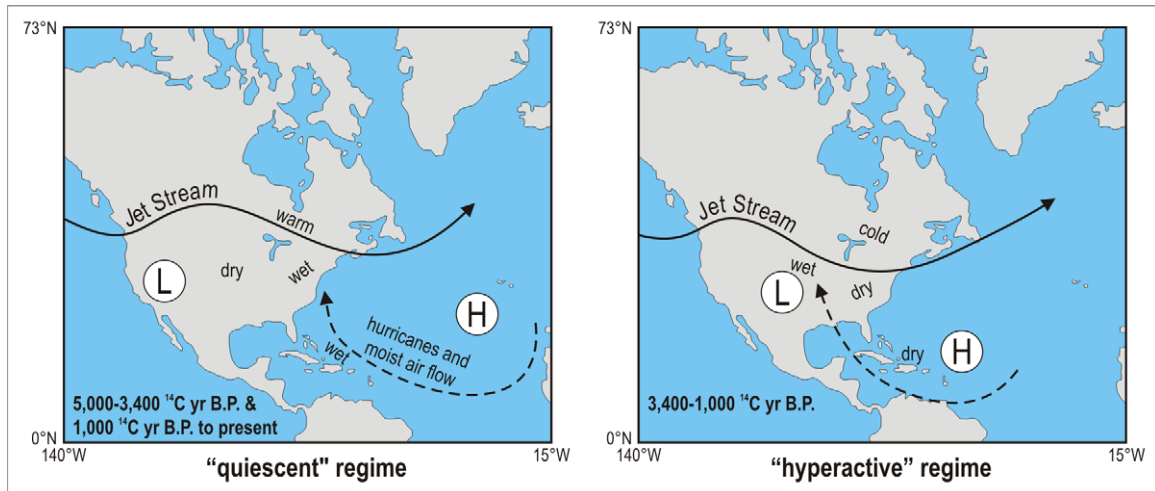 73°N
Jet Stream
warm
dry
wet
L
H
hurricanes and
moist air flow
wet
5,000-3,400 ¹⁴C yr B.P. &
1,000 ¹⁴C yr B.P. to present
0°N
140°W
15°W
“quiescent" regime
73°N
Jet Stream
cold
wet
dry
L
dry
H
3,400-1,000 ¹⁴C yr B.P.
0°N
140°W
15°W
“hyperactive” regime